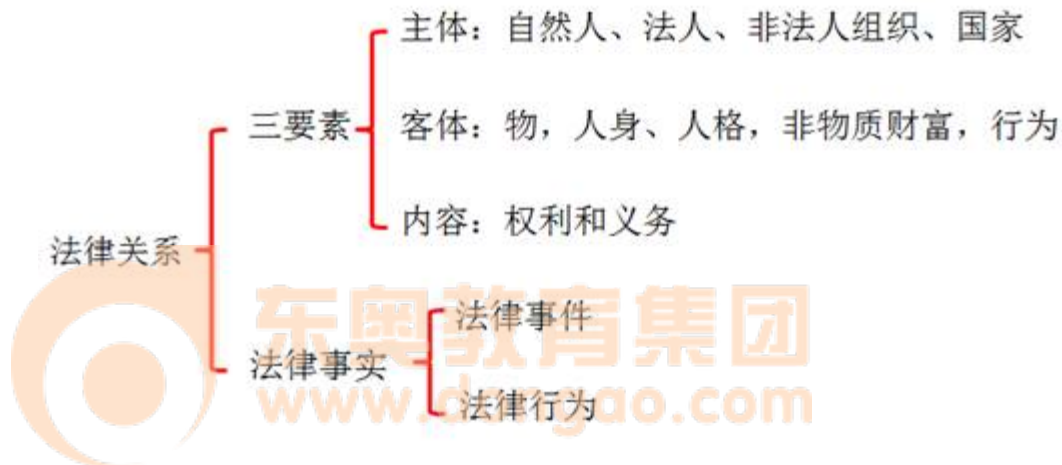 主体：自然人、法人、非法人组织、国家
三要素
客体：物，人身、人格，非物质财富，行为
内容：权利和义务
法律关系
东奥教育集团
法律事件
法律事实
www.dongao.com
法律行为